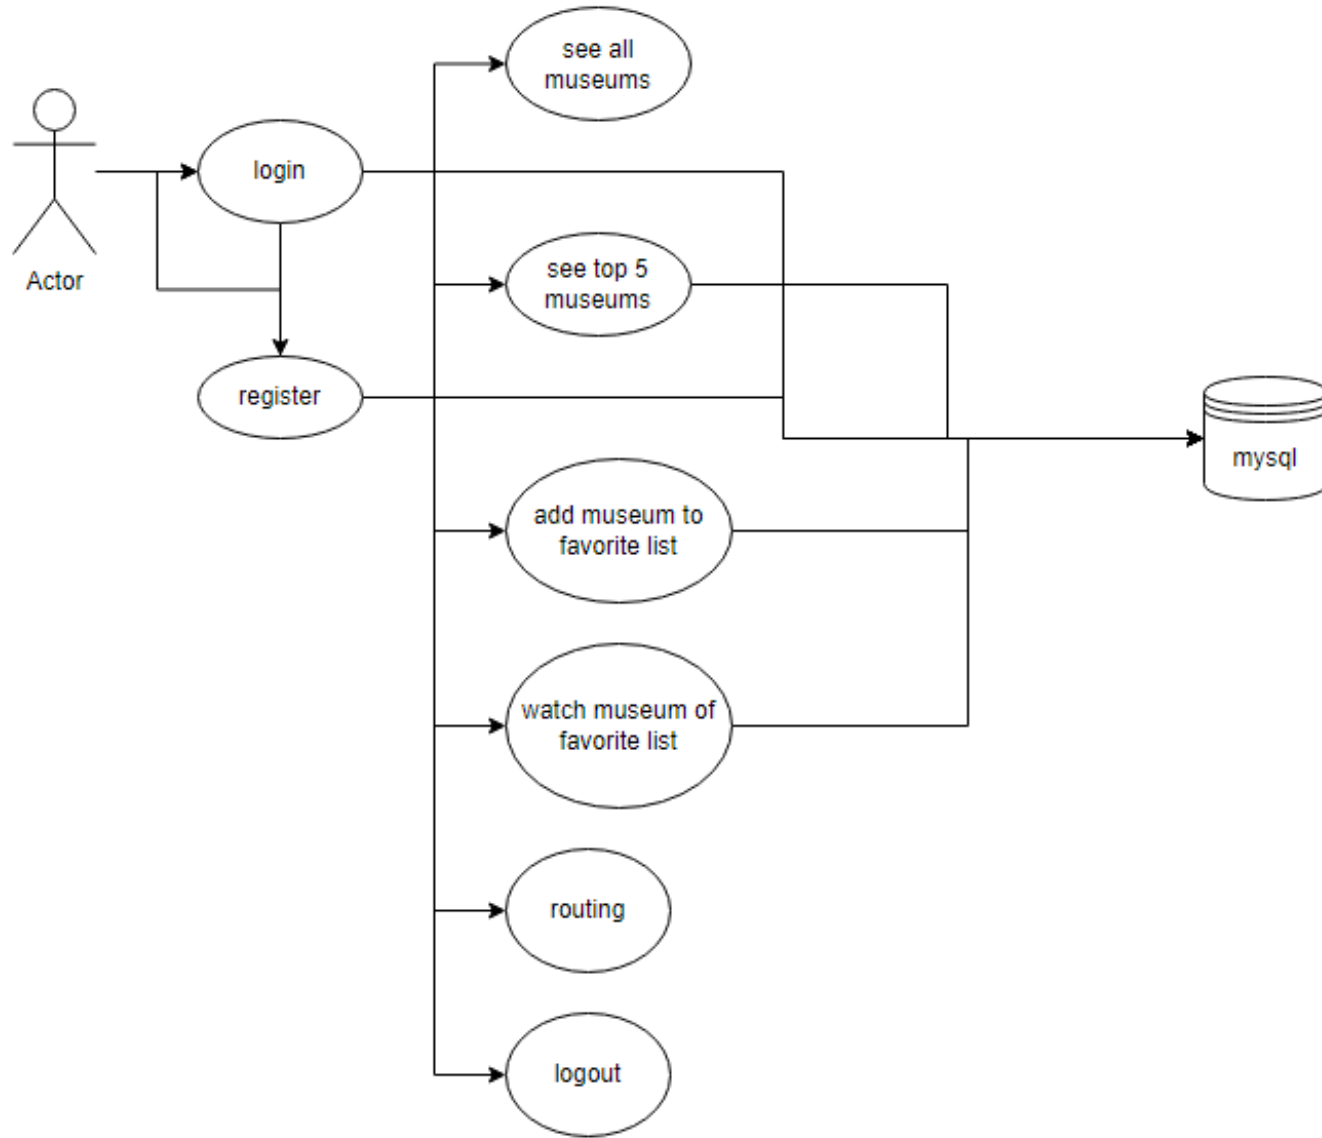 see all
museums
login
Actor
see top 5
museums
register
mysql
add museum to
favorite list
watch museum of
favorite list
routing
logout